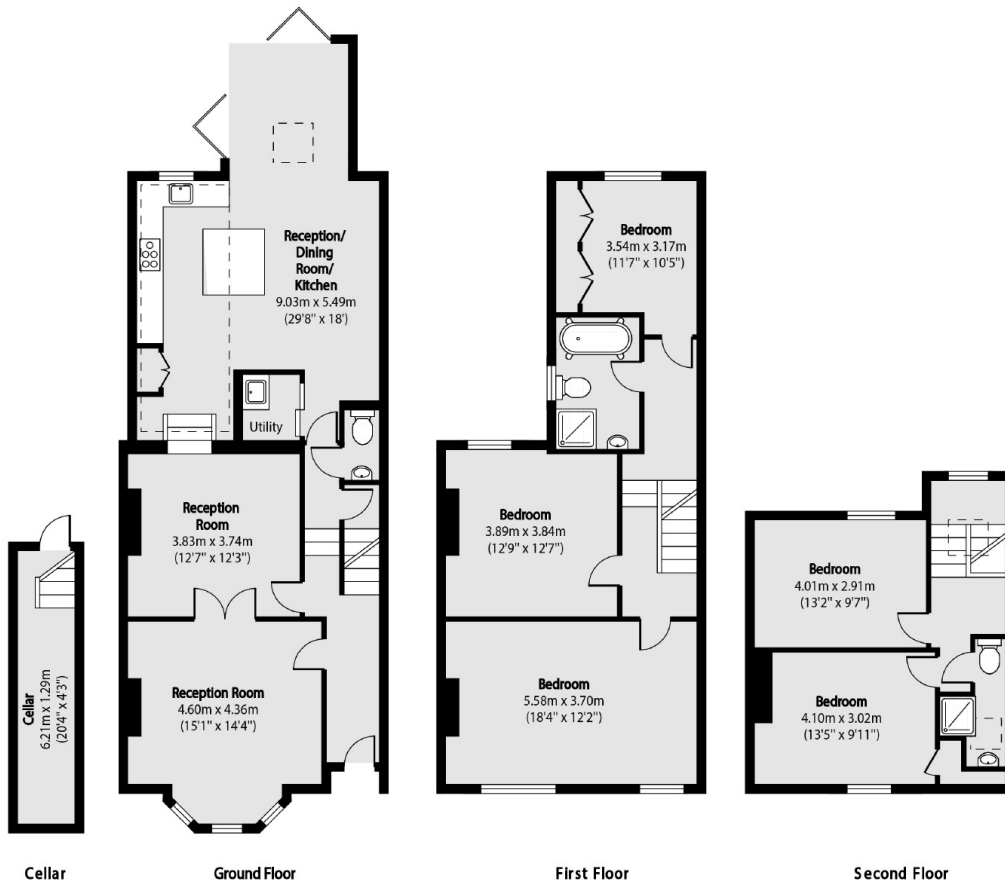 Reception/
Dining
Room/
Kitchen
9.03m x 5.49m
(29'8" x 18')
Utility
Reception
Room
3.83m x 3.74m
(12'7" x 12'3")
Reception Room
4.60m x 4.36m
(15'1" x 14'4")
Cellar
6.21m x 1.29m
(20'4" x 4'3")
Bedroom
3.54m x 3.17m
(11'7" x 10'5")
Bedroom
3.89m x 3.84m
(12'9" x 12'7")
Bedroom
5.58m x 3.70m
(18'4" x 12'2")
Bedroom
4.01m x 2.91m
(13'2" x 9'7")
Bedroom
4.10m x 3.02m
(13'5" x 9'11")
Cellar
Ground Floor
First Floor
Second Floor